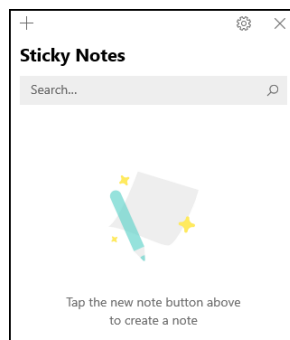 Sticky Notes
Search...
Tap the new note button above
to create a note